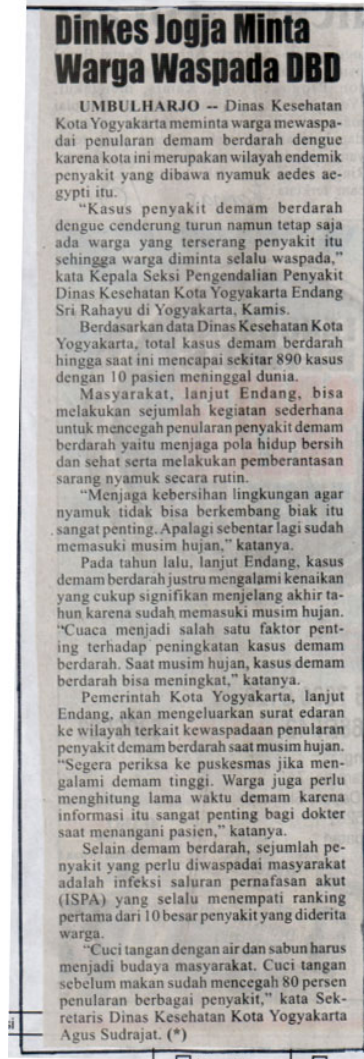 Dinkes Jogja Minta
Warga Waspada DBD
UMBULHARJO -- Dinas Kesehatan
Kota Yogyakarta meminta warga mewaspa-
dai penularan demam berdarah dengue
karena kota ini merupakan wilayah endemik
penyakit yang dibawa nyamuk aedes ae-
gypti itu.
"Kasus penyakit demam berdarah
dengue cenderung turun namun tetap saja
ada warga yang terserang penyakit itu
sehingga warga diminta selalu waspada,"
kata Kepala Seksi Pengendalian Penyakit
Dinas Kesehatan Kota Yogyakarta Endang
Sri Rahayu di Yogyakarta, Kamis.
Berdasarkan data Dinas Kesehatan Kota
Yogyakarta, total kasus demam berdarah
hingga saat ini mencapai sekitar 890 kasus
dengan 10 pasien meninggal dunia.
Masyarakat, lanjut Endang, bisa
melakukan sejumlah kegiatan sederhana
untuk mencegah penularan penyakit demam
berdarah yaitu menjaga pola hidup bersih
dan sehat serta melakukan pemberantasan
sarang nyamuk secara rutin.
"Menjaga kebersihan lingkungan agar
nyamuk tidak bisa berkembang biak itu
sangat penting. Apalagi sebentar lagi sudah
memasuki musim hujan," katanya.
Pada tahun lalu, lanjut Endang, kasus
demam berdarah justru mengalami kenaikan
yang cukup signifikan menjelang akhir ta-
hun karena sudah memasuki musim hujan.
"Cuaca menjadi salah satu faktor pent-
ing terhadap peningkatan kasus demam
berdarah. Saat musim hujan, kasus demam
berdarah bisa meningkat," katanya.
Pemerintah Kota Yogyakarta, lanjut
Endang, akan mengeluarkan surat edaran
ke wilayah terkait kewaspadaan penularan
penyakit demam berdarah saat musim hujan.
"Segera periksa ke puskesmas jika men-
galami demam tinggi. Warga juga perlu
menghitung lama waktu demam karena
informasi itu sangat penting bagi dokter
saat menangani pasien," katanya.
Selain demam berdarah, sejumlah pe-
nyakit yang perlu diwaspadai masyarakat
adalah infeksi saluran pernafasan akut
(ISPA) yang selalu menempati ranking
pertama dari 10 besar penyakit yang diderita
warga.
"Cuci tangan dengan air dan sabun harus
menjadi budaya masyarakat. Cuci tangan
sebelum makan sudah mencegah 80 persen
penularan berbagai penyakit," kata Sek-
retaris Dinas Kesehatan Kota Yogyakarta
Agus Sudrajat. (*)
si